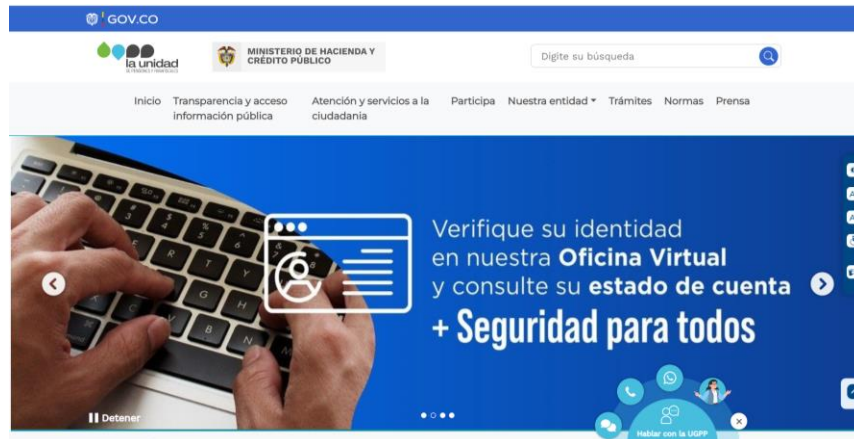 GOV.CO
la unidad
MINISTERIO DE HACIENDA Y
CRÉDITO PÚBLICO
Digite su búsqueda
Inicio Transparencia y acceso información pública Atención y servicios a la ciudadania Participa Nuestra entidad Trámites Normas Prensa
Verifique su identidad
en nuestra Oficina Virtual
y consulte su estado de cuenta
+ Seguridad para todos
Detener
Hablar con la UGPP